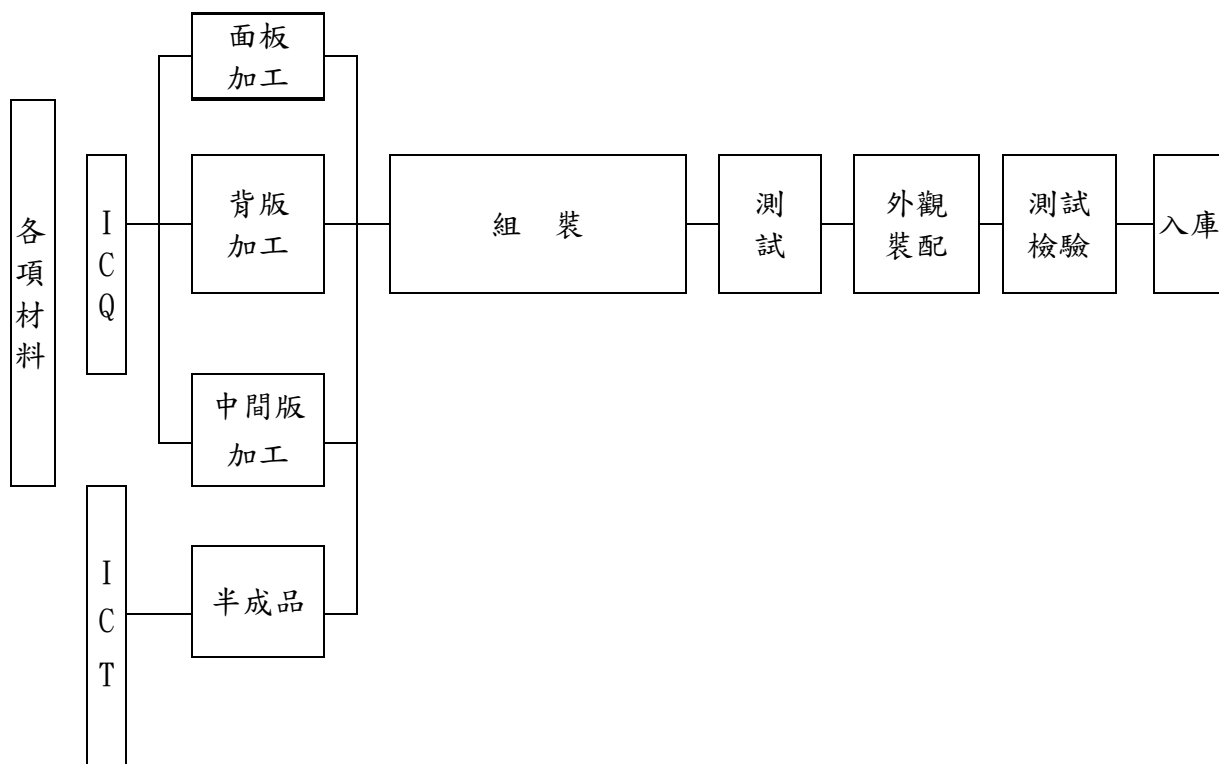 各項材料
ICQ
面板
加工
背版
加工
中間版
加工
ICT
半成品
組 裝
測
試
外觀
裝配
測試
檢驗
入庫